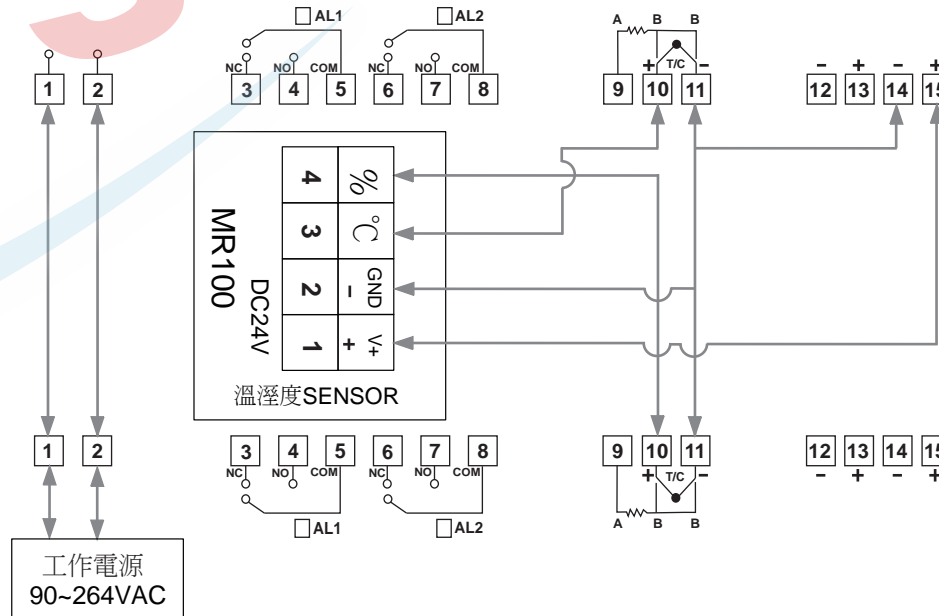 AL1 AL2 A B B
NC NO COM NC NO COM + T/C − − + − +
1 2 3 4 5 6 7 8 9 10 11 12 13 14 15
4 %
3 °C
2 − GND
1 + V+
MR100
DC24V
溫溼度SENSOR
1 2 3 4 5 6 7 8 9 10 11 12 13 14 15
NC NO COM NC NO COM + T/C − − + − +
AL1 AL2 A B B
工作電源
90~264VAC